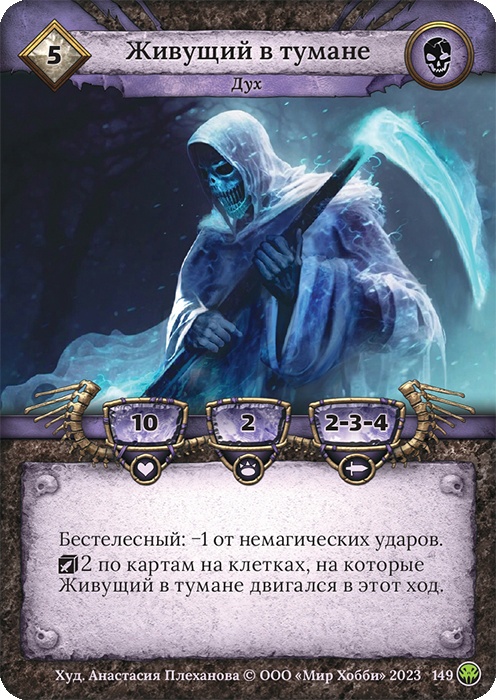 5
Живущий в тумане
Дух
10
2
2-3-4
Бестелесный: −1 от немагических ударов.
2 по картам на клетках, на которые
Живущий в тумане двигался в этот ход.
Худ. Анастасия Плеханова © ООО «Мир Хобби» 2023 149